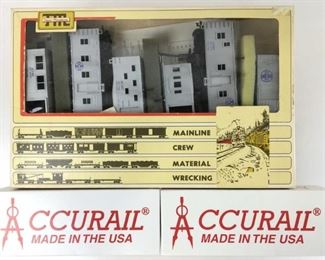 MAINLINE
CREW
MATERIAL
WRECKING
ACCURAIL®
MADE IN THE USA
ACCURAIL®
MADE IN THE USA